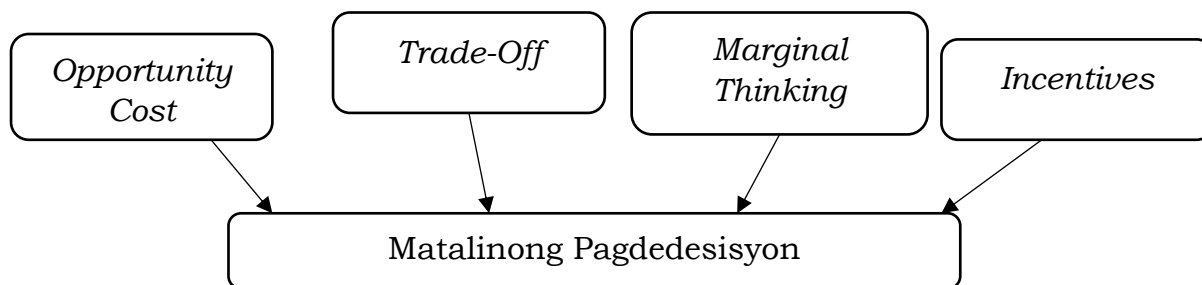 Opportunity
Cost
Trade-Off
Marginal
Thinking
Incentives
Matalinong Pagdedesisyon